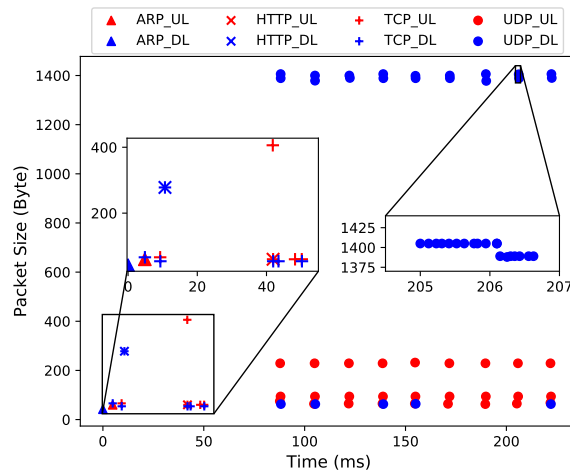 ARP_UL HTTP_UL TCP_UL UDP_UL
ARP_DL HTTP_DL TCP_DL UDP_DL
1400
1200
1000
800
600
400
200
0
Packet Size (Byte)
400
200
0 20 40
1425
1400
1375
205 206 207
0 50 100 150 200
Time (ms)